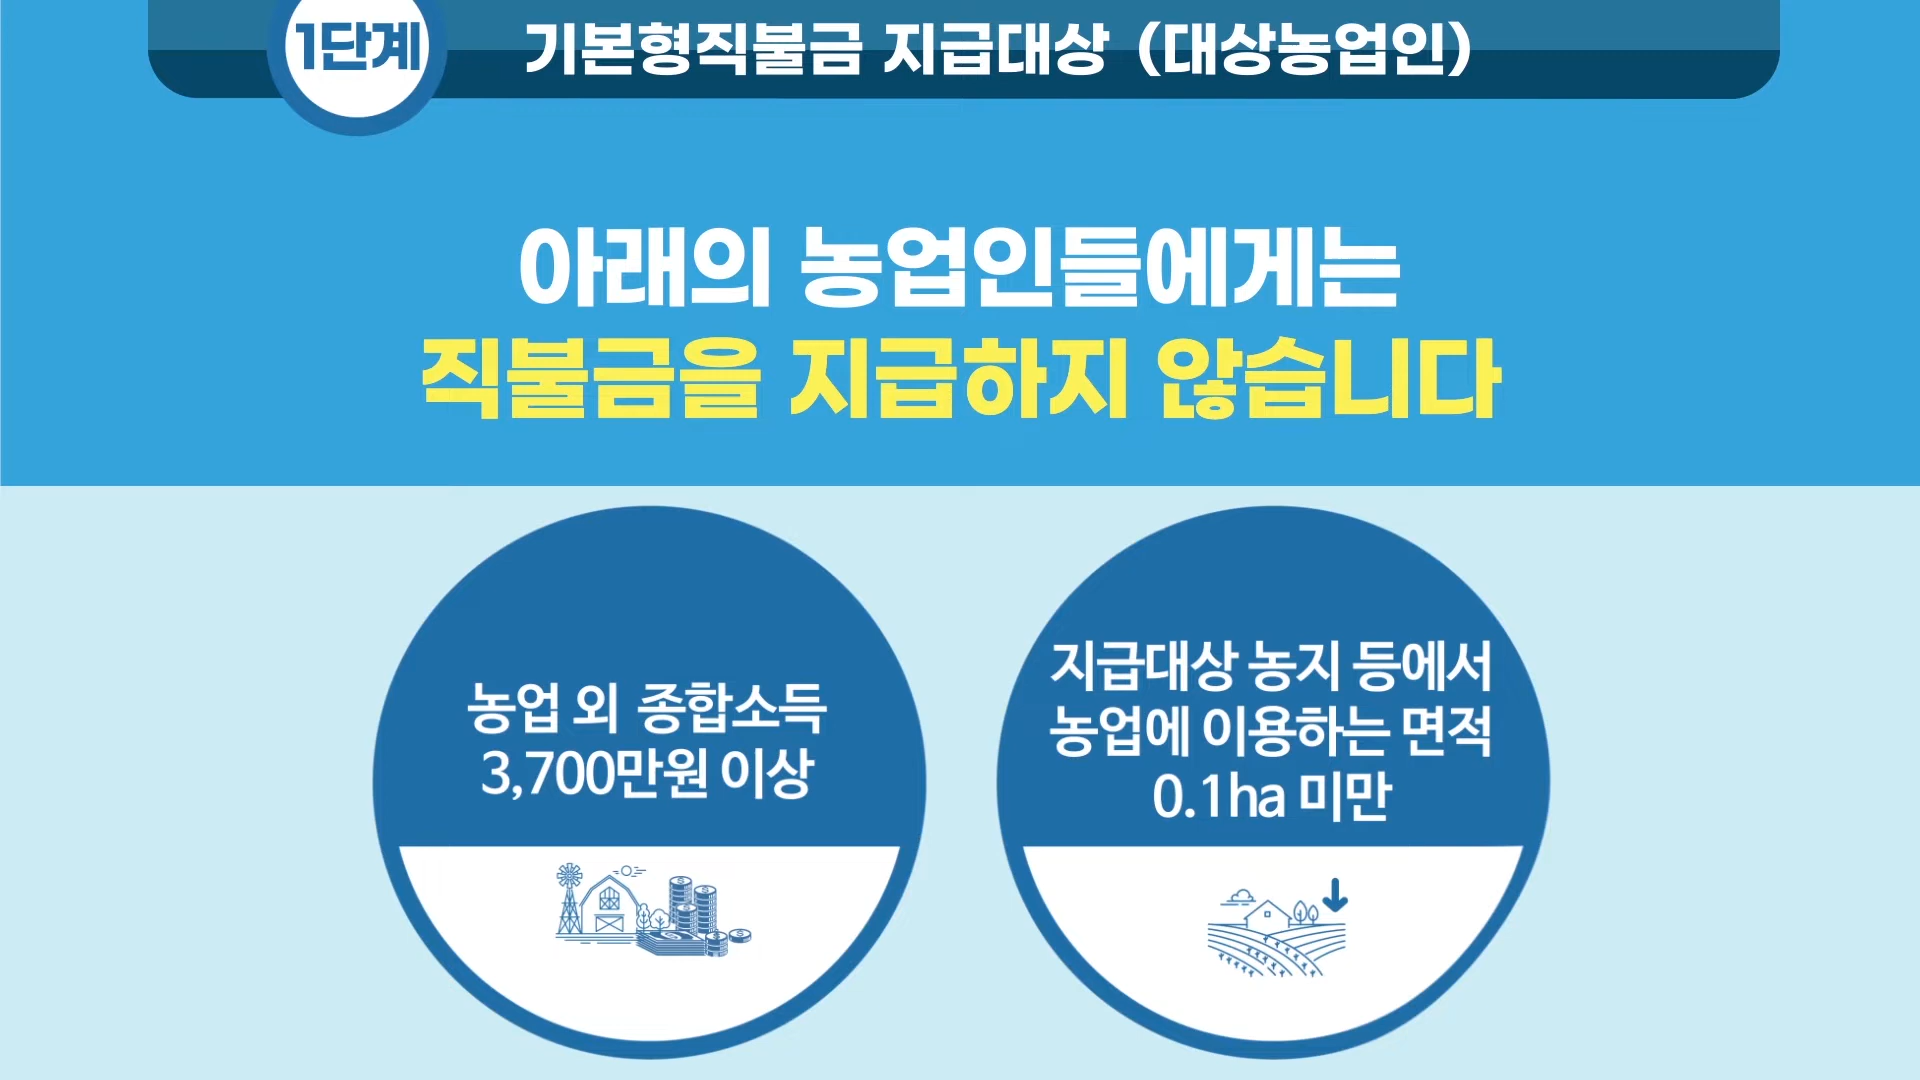 1단계
기본형직불금 지급대상 (대상농업인)
아래의 농업인들에게는
직불금을 지급하지 않습니다
농업 외 종합소득
3,700만원 이상
지급대상 농지 등에서
농업에 이용하는 면적
0.1ha 미만